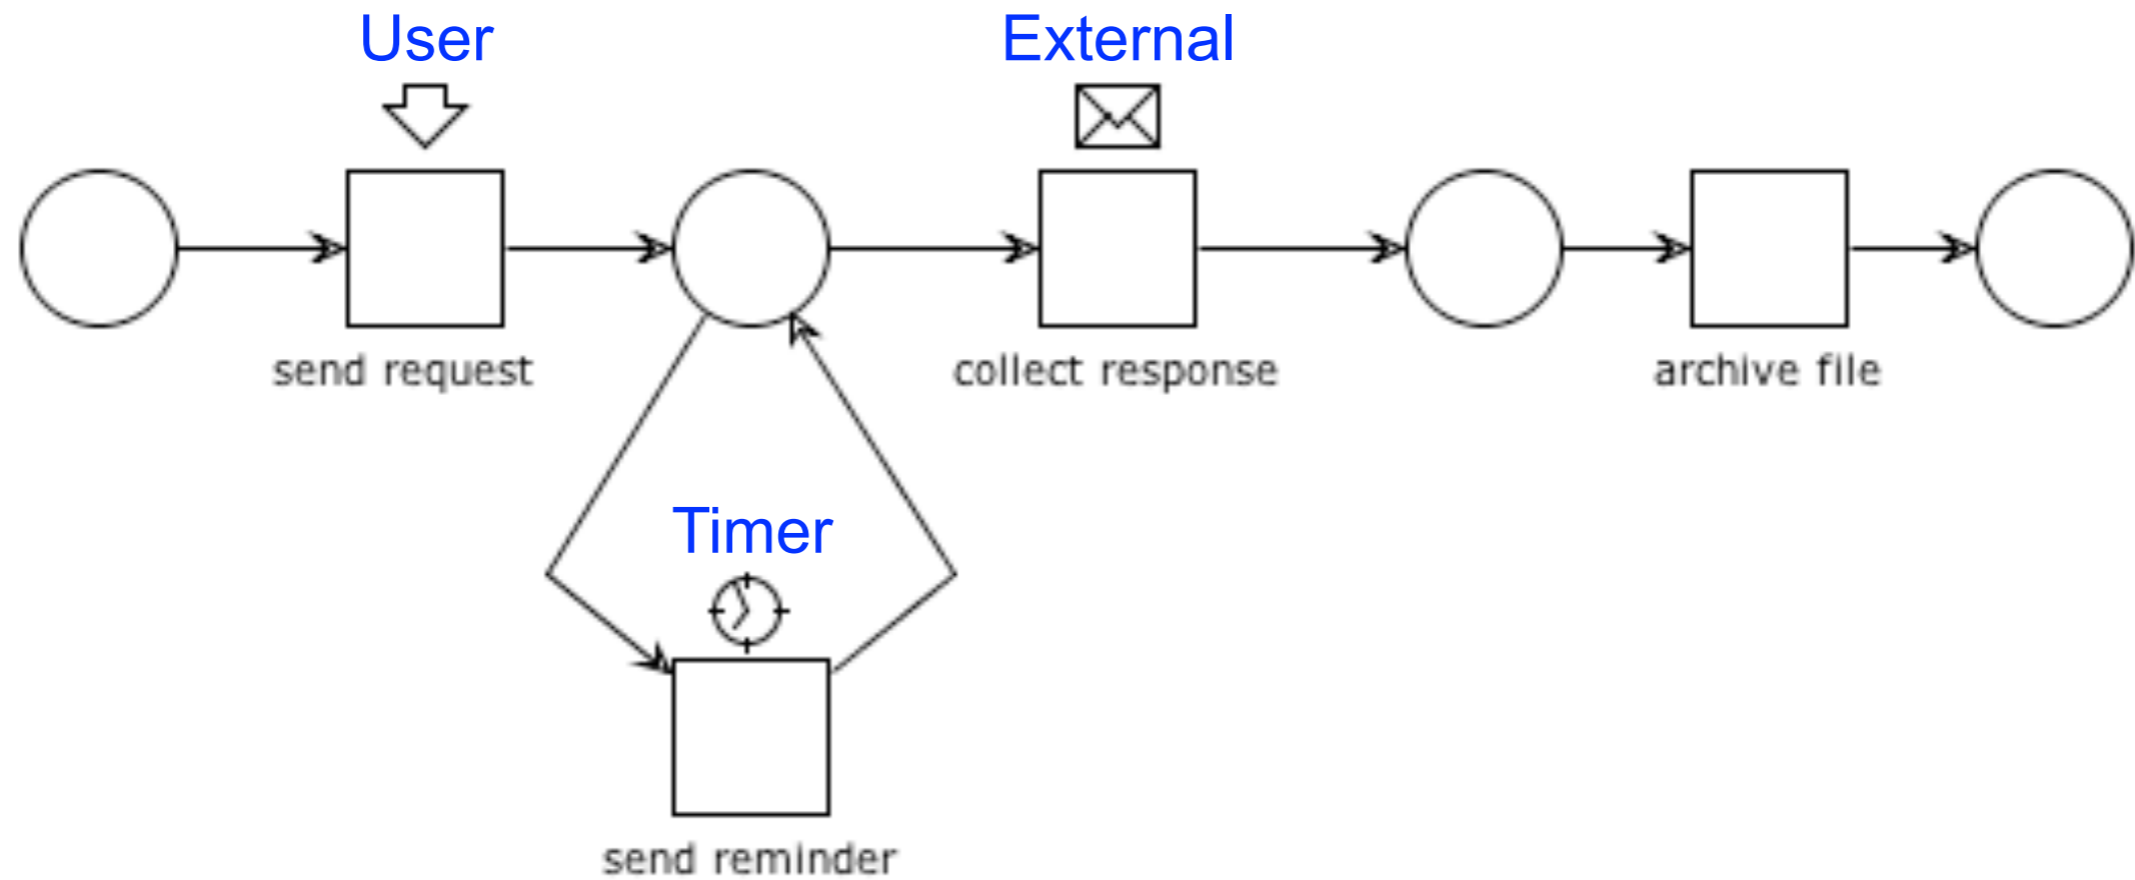 User
External
send request
collect response
archive file
Timer
send reminder